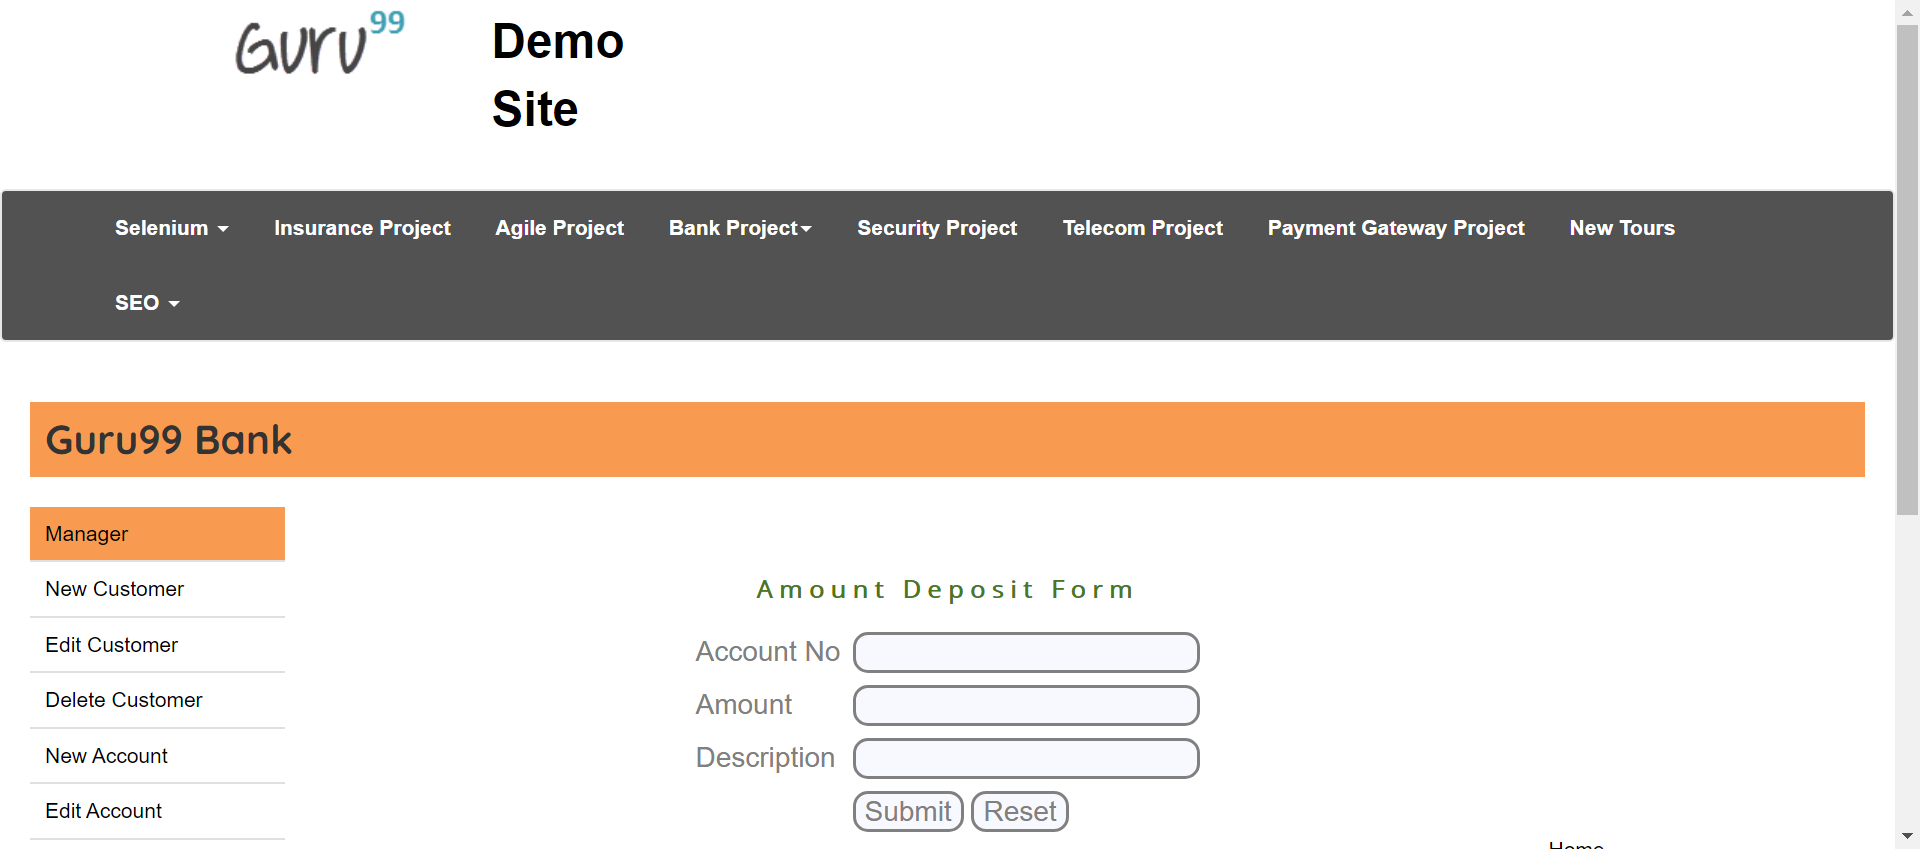 Guru99
Demo
Site
Selenium
Insurance Project
Agile Project
Bank Project
Security Project
Telecom Project
Payment Gateway Project
New Tours
SEO
Guru99 Bank
Manager
New Customer
Edit Customer
Delete Customer
New Account
Edit Account
Amount Deposit Form
Account No
Amount
Description
Submit
Reset
Home